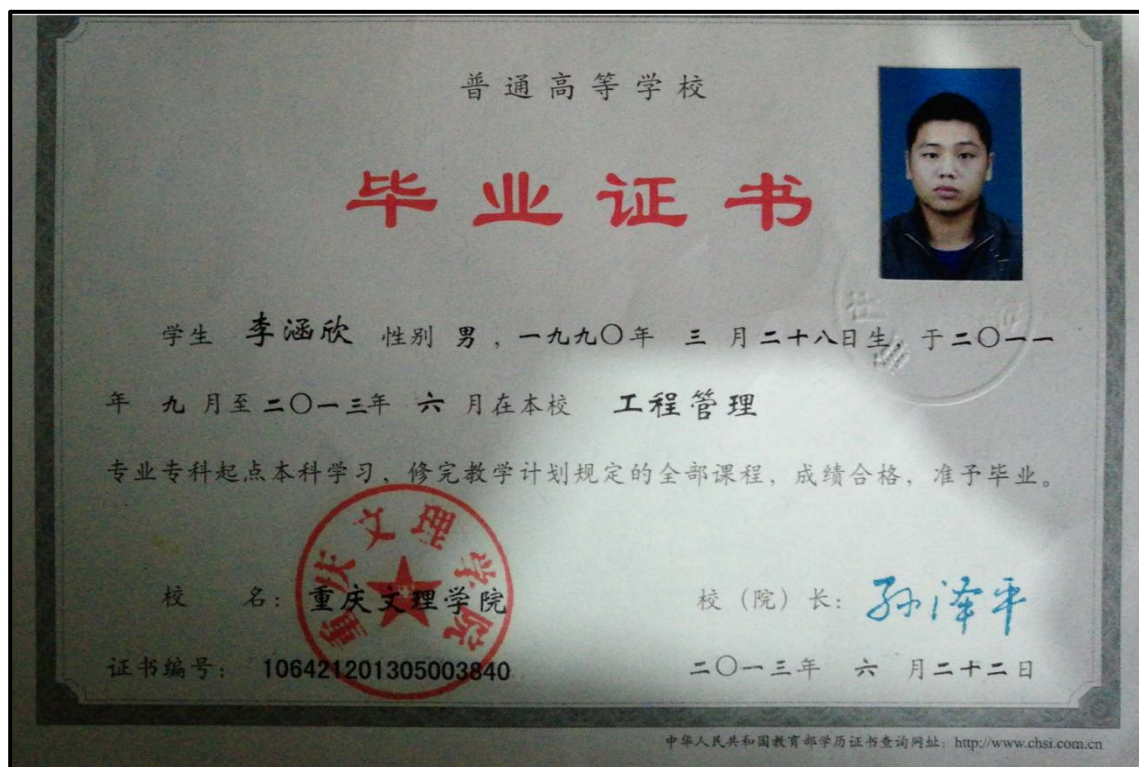 普通高等学校
毕业证书
学生 李涵欣 性别 男，一九九〇年 三 月二十八日生，于二〇一一
年 九 月至二〇一三年 六 月在本校 工程管理
专业专科起点本科学习，修完教学计划规定的全部课程，成绩合格，准予毕业。
重庆文理学院
校 名：重庆文理学院 校（院）长：孙泽平
证书编号： 106421201305003840 二〇一三年 六 月二十二日
中华人民共和国教育部学历证书查询网址：http://www.chsi.com.cn